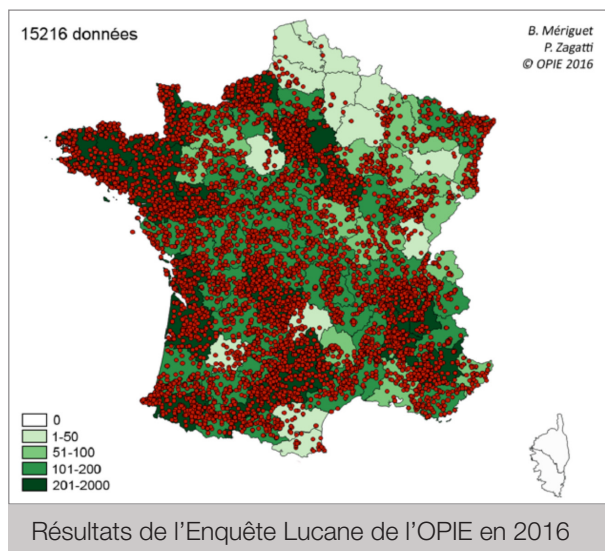 15216 données
B. Mériguet
P. Zagatti
© OPIE 2016
0
1-50
51-100
101-200
201-2000
Résultats de l'Enquête Lucane de l'OPIE en 2016